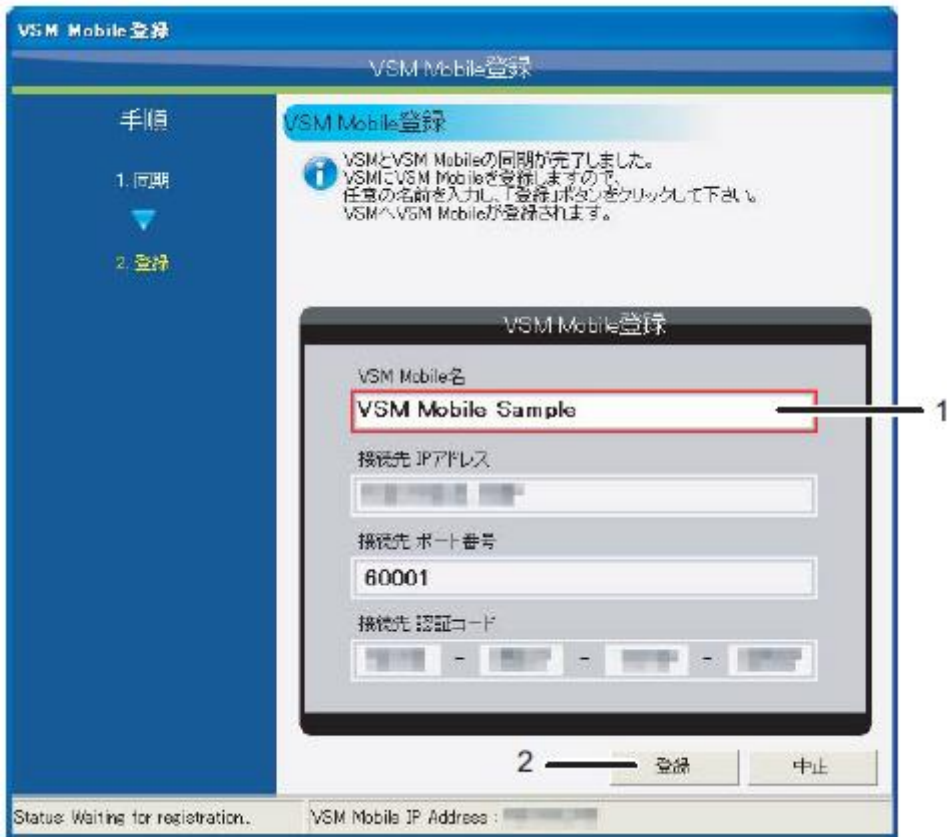 VSM Mobile登録
VSM Mobile登録
手順
1. 同期
2. 登録
VSM Mobile登録
VSMとVSM Mobileの同期が完了しました。
VSMにVSM Mobileを登録しますので、
任意の名前を入力し、「登録」ボタンをクリックして下さい。
VSMへVSM Mobileが登録されます。
VSM Mobile登録
VSM Mobile名
VSM Mobile Sample
1
接続先 IPアドレス
接続先 ポート番号
60001
接続先 認証コード
- - -
2
登録
中止
Status: Waiting for registration..
VSM Mobile IP Address :